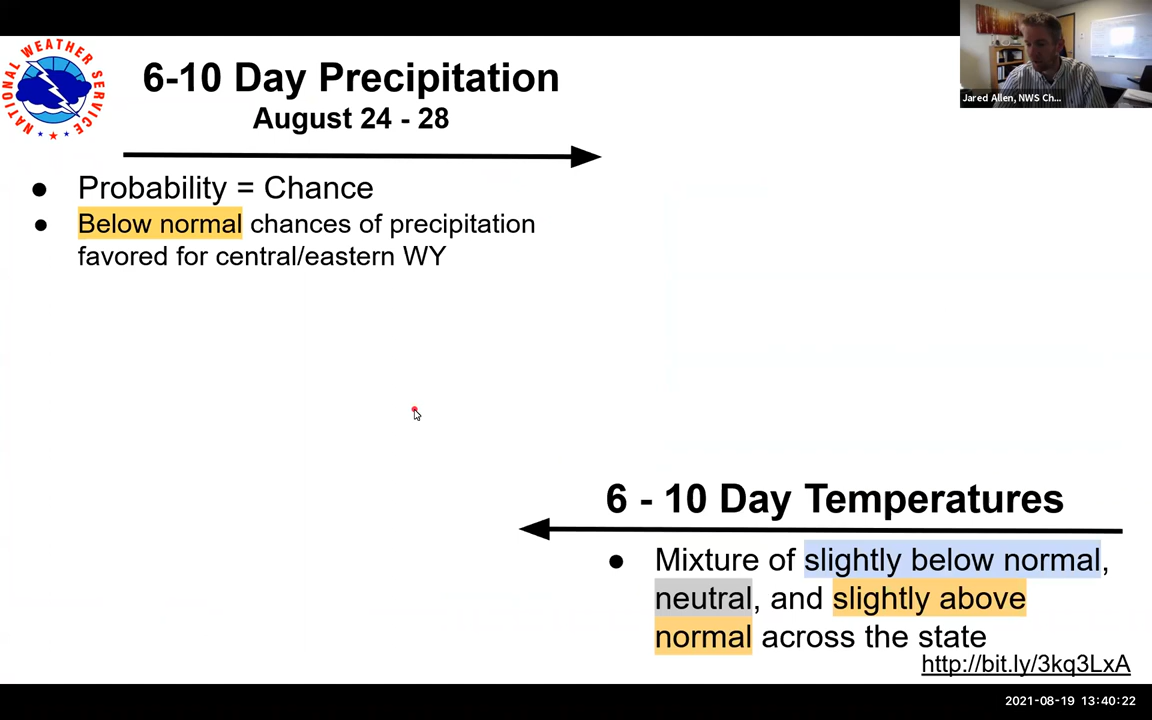 NATIONAL WEATHER SERVICE
6-10 Day Precipitation
August 24 - 28
● Probability = Chance
● Below normal chances of precipitation
favored for central/eastern WY
Jared Allen, NWS Ch...
6 - 10 Day Temperatures
● Mixture of slightly below normal,
neutral, and slightly above
normal across the state
http://bit.ly/3kq3LxA
2021-08-19 13:40:22